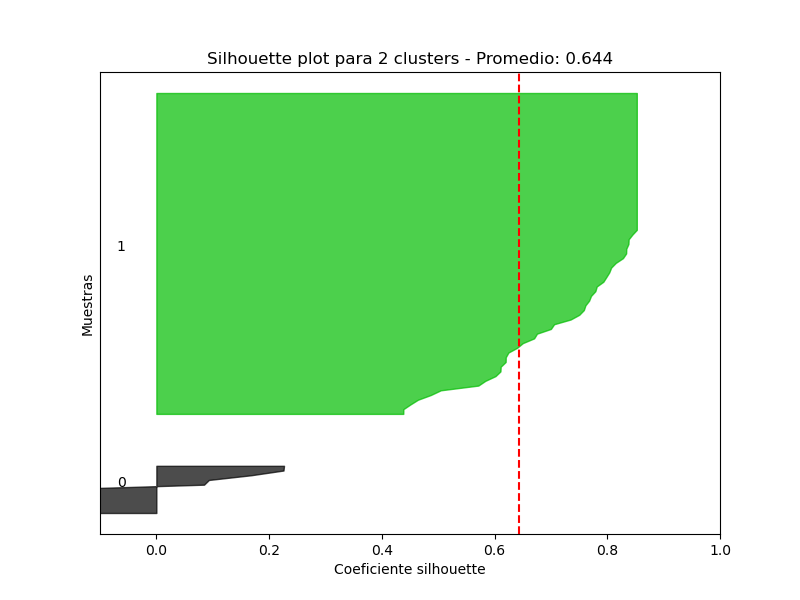 Silhouette plot para 2 clusters - Promedio: 0.644
1
Muestras
0
0.0 0.2 0.4 0.6 0.8 1.0
Coeficiente silhouette